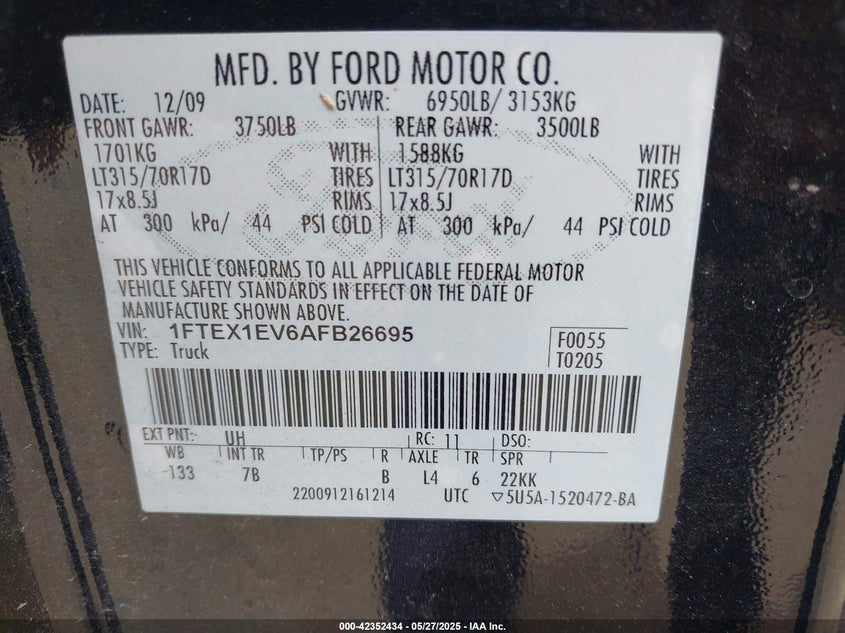 MFD. BY FORD MOTOR CO.
DATE: 12/09 GVWR: 6950LB/ 3153KG
FRONT GAWR: 3750LB REAR GAWR: 3500LB
1701KG WITH 1588KG WITH
LT315/70R17D TIRES LT315/70R17D TIRES
17x8.5J RIMS 17x8.5J RIMS
AT 300 kPa/ 44 PSI COLD AT 300 kPa/ 44 PSI COLD
THIS VEHICLE CONFORMS TO ALL APPLICABLE FEDERAL MOTOR
VEHICLE SAFETY STANDARDS IN EFFECT ON THE DATE OF
MANUFACTURE SHOWN ABOVE.
VIN: 1FTEX1EV6AFB26695 F0055
TYPE: Truck T0205
EXT PNT: UH RC: 11 DSO:
WB INT TR TP/PS R AXLE TR SPR
133 7B B L4 6 22KK
2200912161214 UTC ▽5U5A-1520472-BA
000-42352434 | 05/27/2025 - IAA Inc.